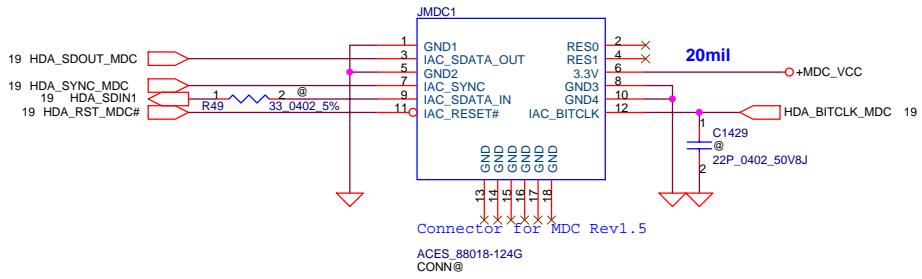 JMDC1
1 GND1 RES0 2
19 HDA_SDOUT_MDC 3 IAC_SDATA_OUT RES1 4 20mil
5 GND2 3.3V 6 +MDC_VCC
19 HDA_SYNC_MDC 7 IAC_SYNC GND3 8
19 HDA_SDIN1 1 2 @ 9 IAC_SDATA_IN GND4 10
R49 33_0402_5%
19 HDA_RST_MDC# 11 IAC_RESET# IAC_BITCLK 12 HDA_BITCLK_MDC 19
1 C1429
@
22P_0402_50V8J
2
GND GND GND GND GND GND
13 14 15 16 17 18
Connector for MDC Rev1.5
ACES_88018-124G
CONN@